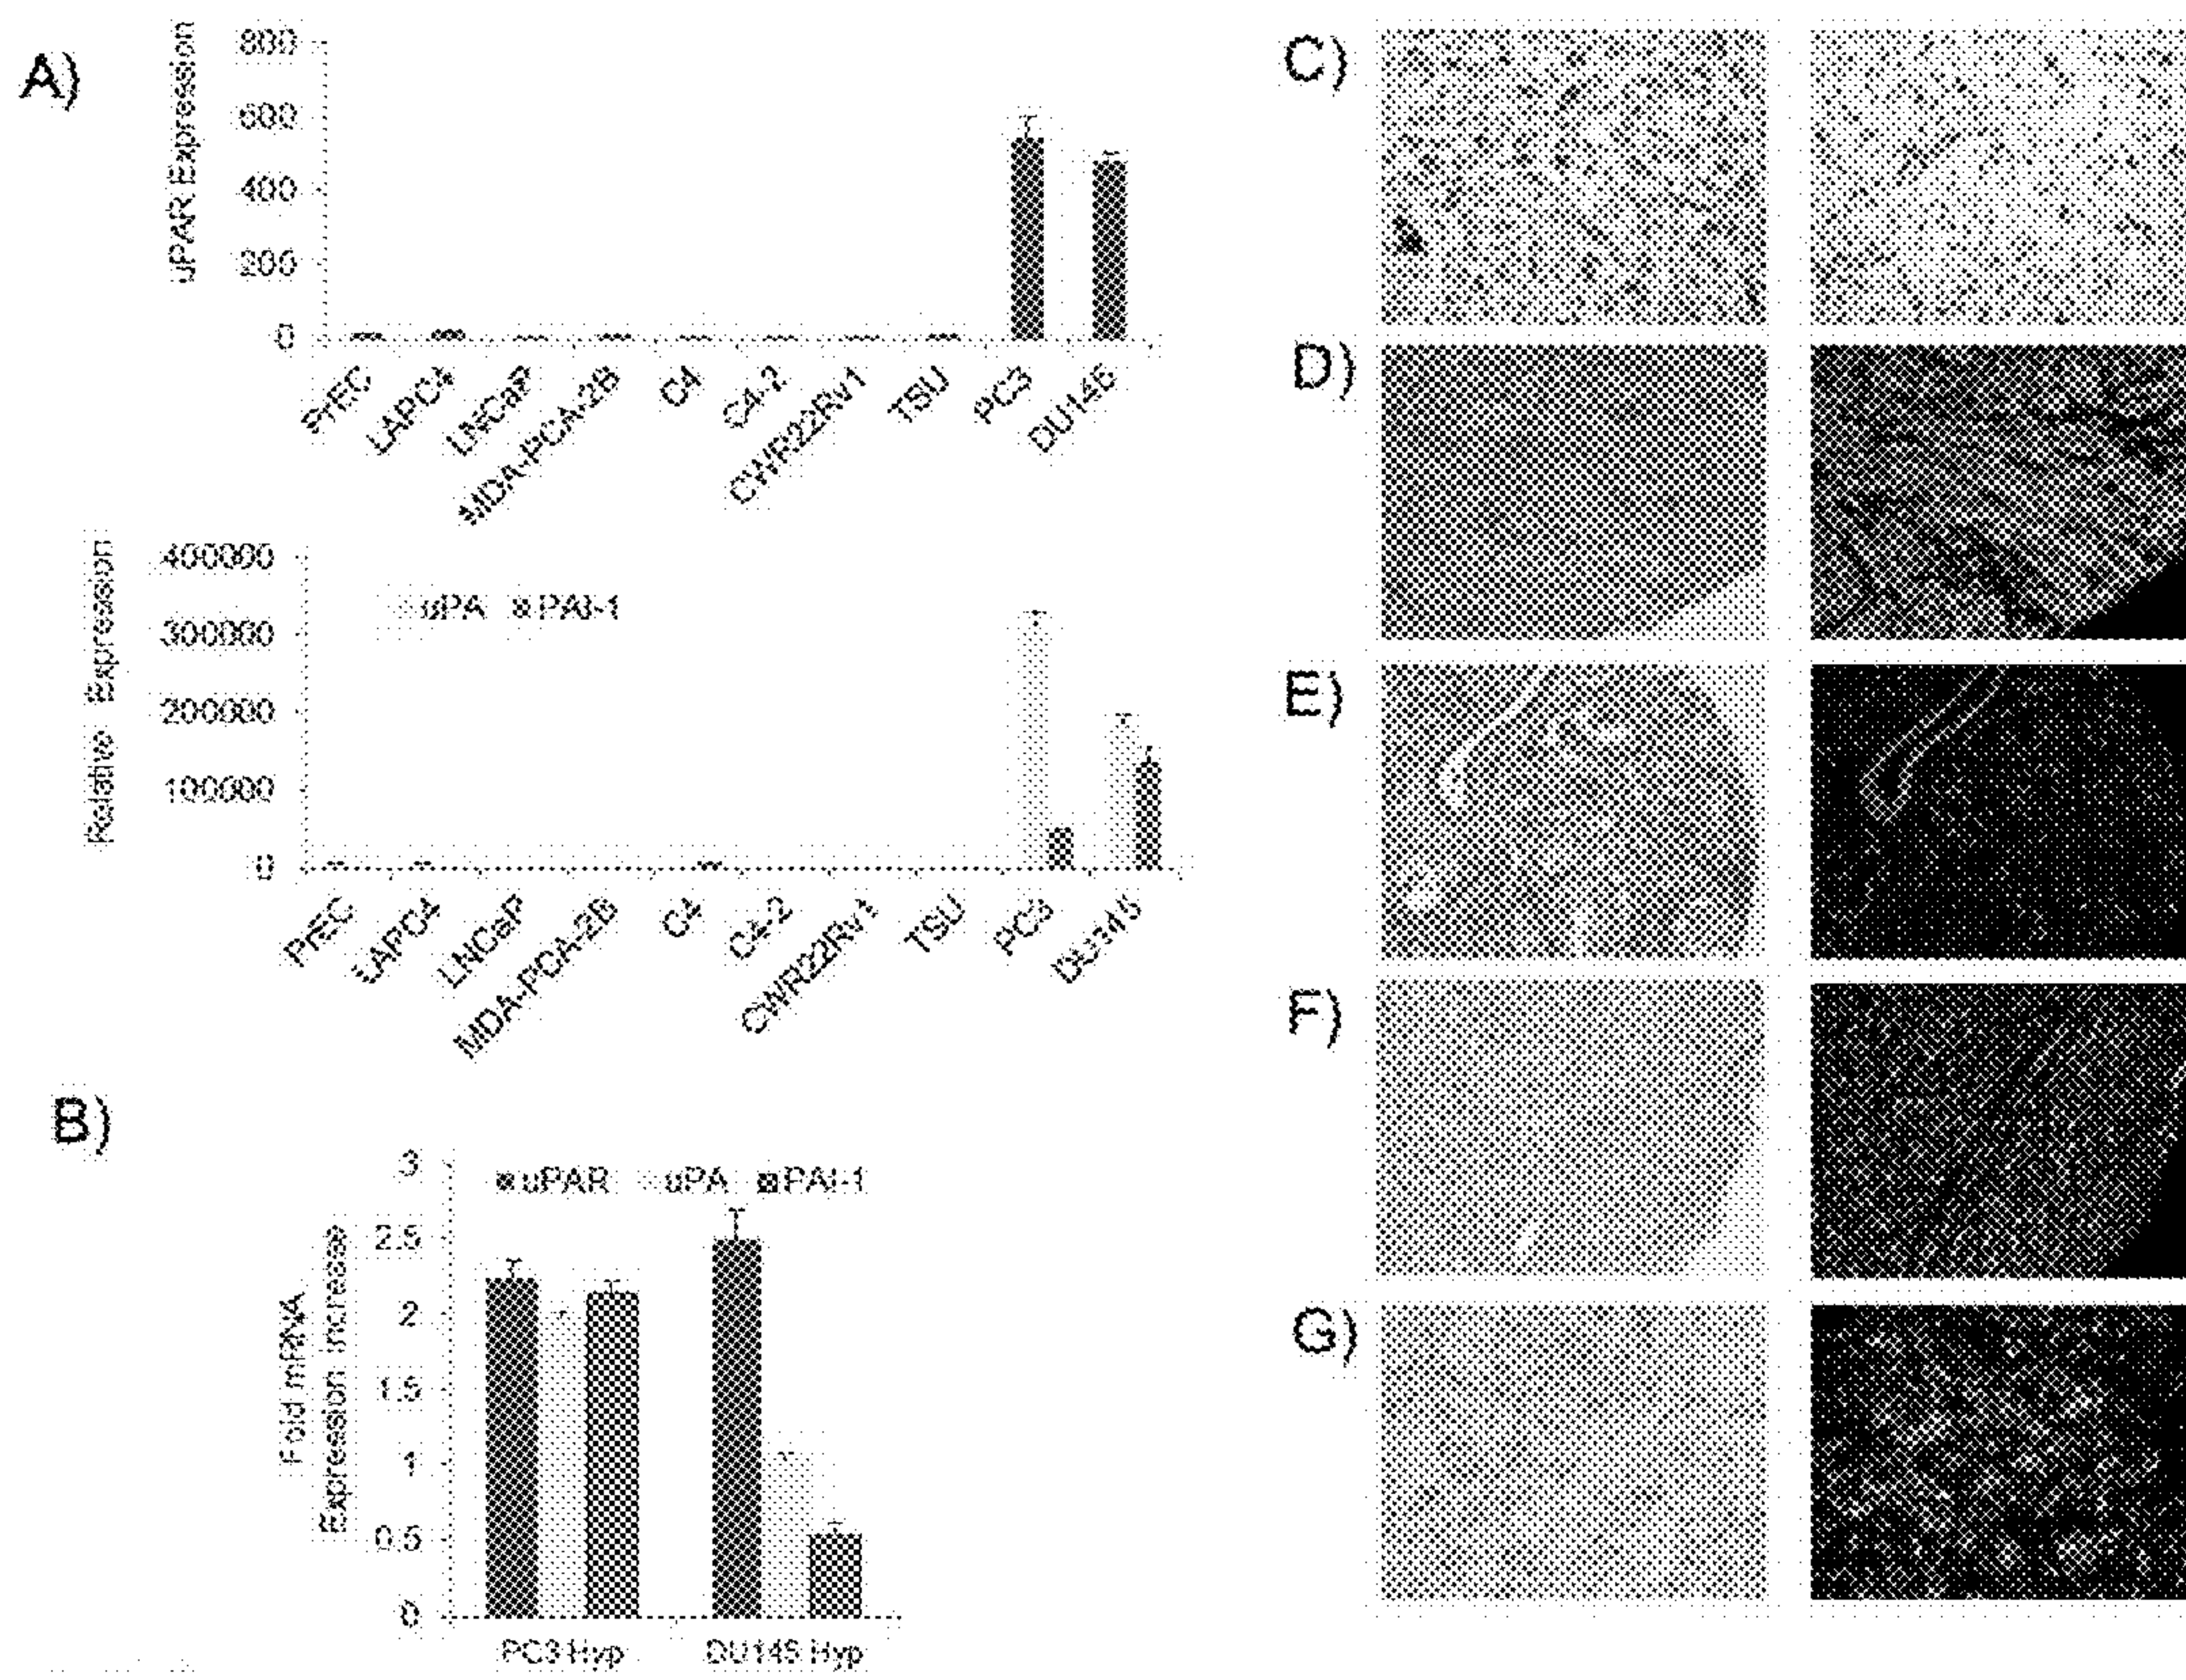 A)
uPAR Expression
800
600
400
200
0
PrEC
LAPC4
LNCaP
MDA-PCA-2B
C4
C4-2
CWR22Rv1
TSU
PC3
DU145
Relative Expression
400000
300000
200000
100000
0
uPA PAI-1
PrEC
LAPC4
LNCaP
MDA-PCA-2B
C4
C4-2
CWR22Rv1
TSU
PC3
DU145
B)
Fold mRNA
Expression Increase
3
2.5
2
1.5
1
0.5
0
uPAR uPA PAI-1
PC3 Hyp
DU145 Hyp
C)
D)
E)
F)
G)